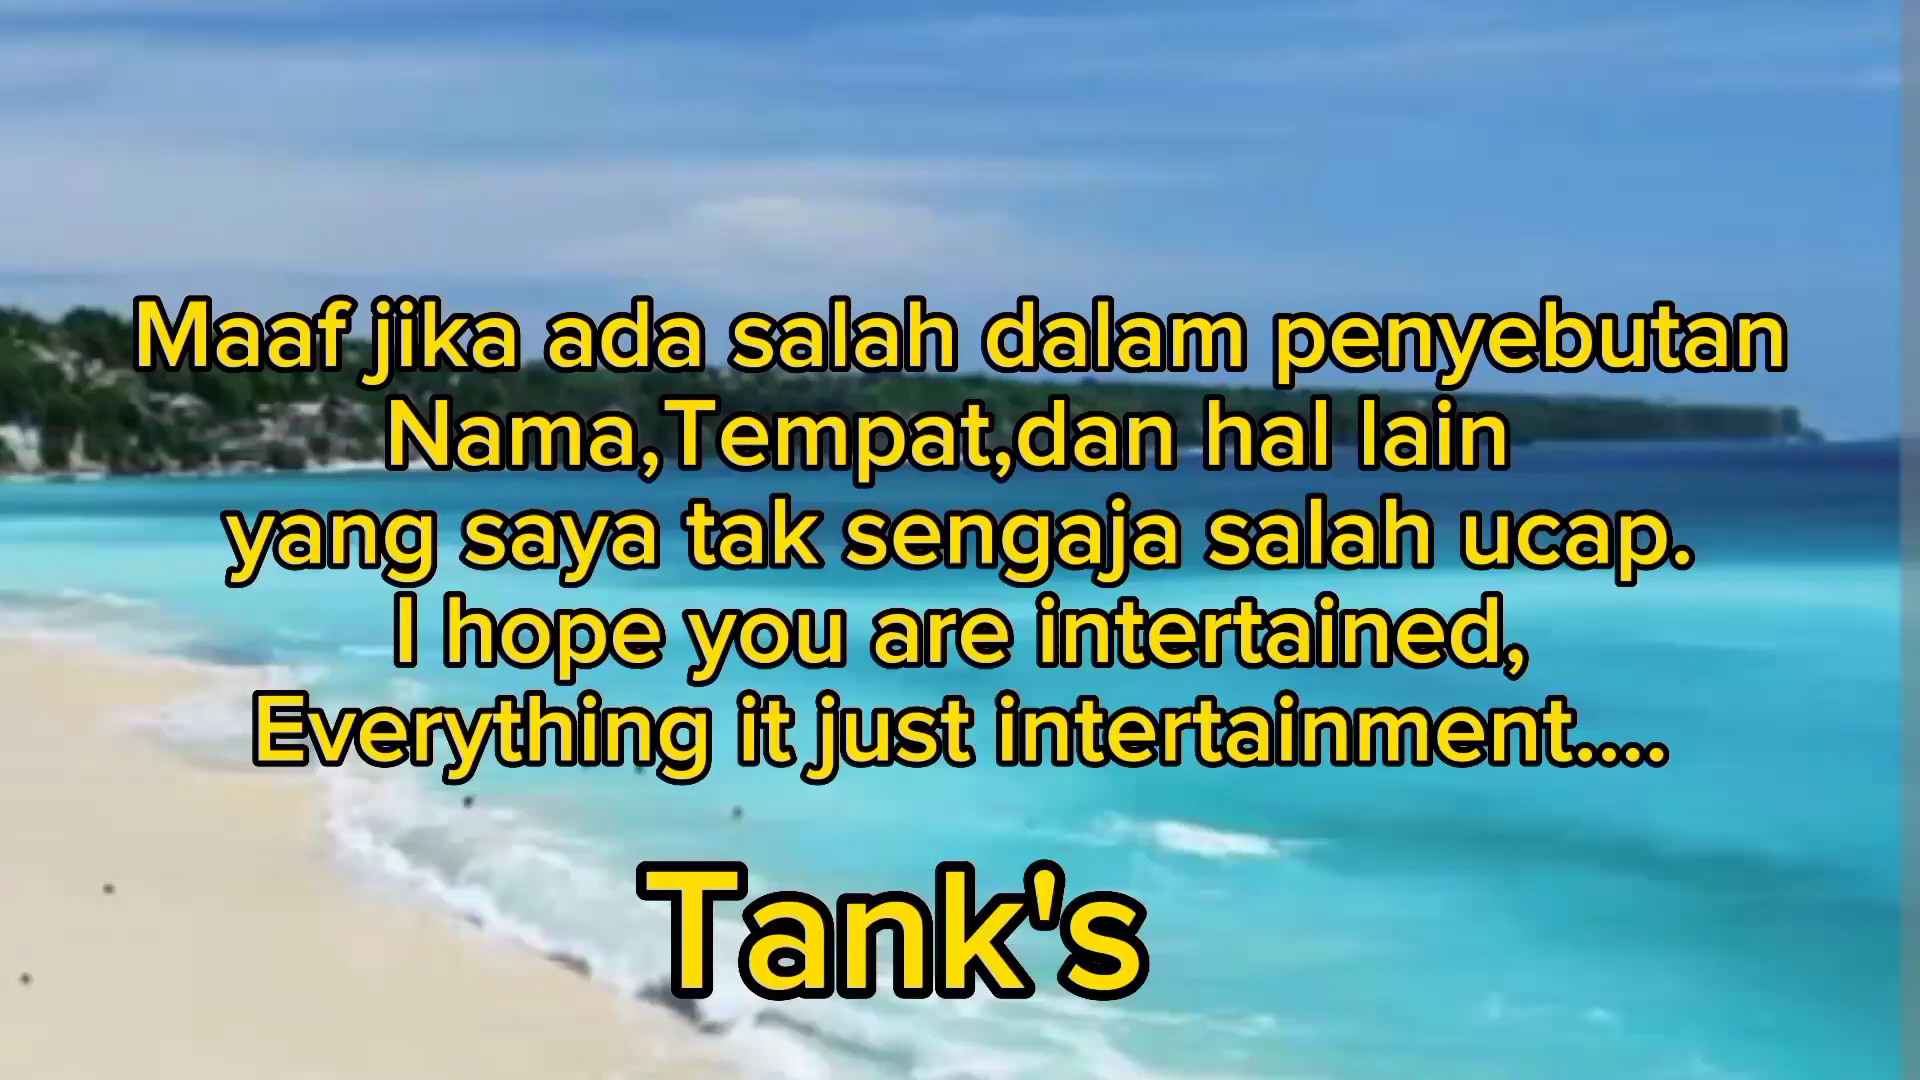 Maaf jika ada salah dalam penyebutan
Nama,Tempat,dan hal lain
yang saya tak sengaja salah ucap.
I hope you are intertained,
Everything it just intertainment....
Tank's